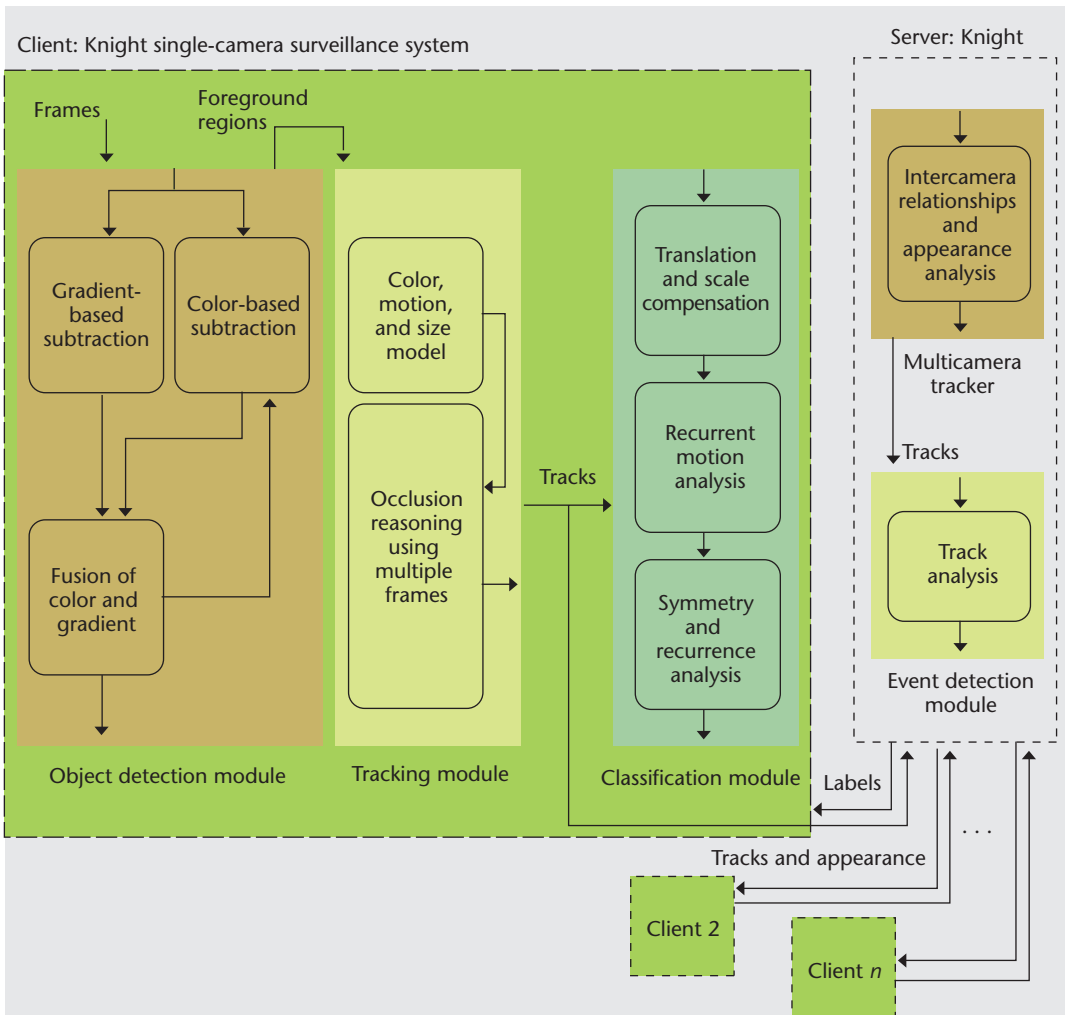 Client: Knight single-camera surveillance system
Server: Knight
Frames
Foreground
regions
Gradient-
based
subtraction
Color-based
subtraction
Fusion of
color and
gradient
Object detection module
Color,
motion,
and size
model
Occlusion
reasoning
using
multiple
frames
Tracking module
Tracks
Translation
and scale
compensation
Recurrent
motion
analysis
Symmetry
and
recurrence
analysis
Classification module
Intercamera
relationships
and
appearance
analysis
Multicamera
tracker
Tracks
Track
analysis
Event detection
module
Labels
. . .
Tracks and appearance
Client 2
Client n